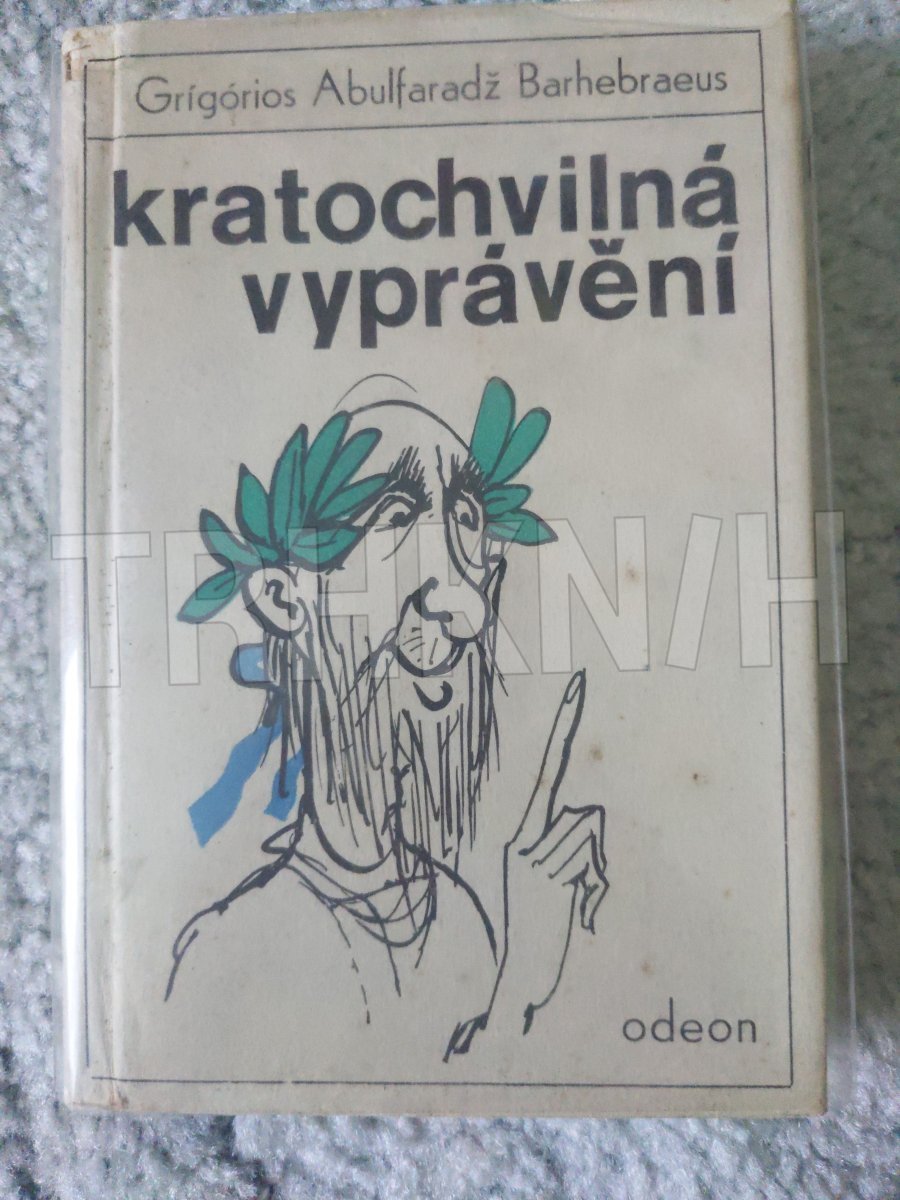 Grígórios Abulfaradž Barhebraeus
kratochvilná
vyprávění
odeon